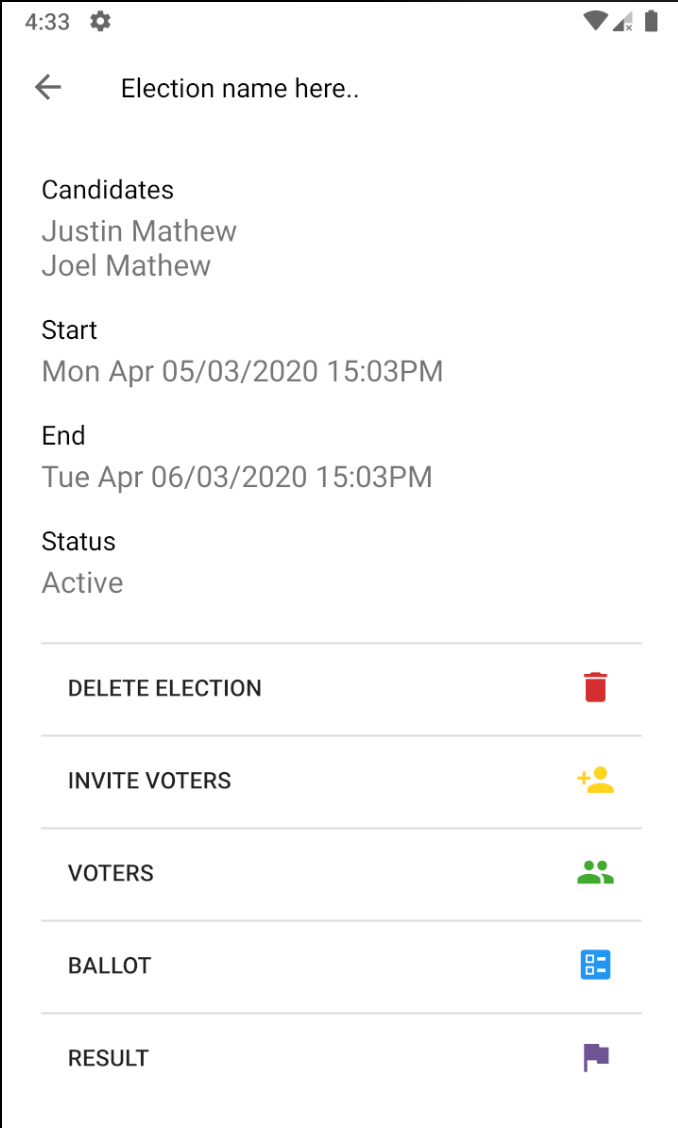 4:33
Election name here..
Candidates
Justin Mathew
Joel Mathew
Start
Mon Apr 05/03/2020 15:03PM
End
Tue Apr 06/03/2020 15:03PM
Status
Active
DELETE ELECTION
INVITE VOTERS
VOTERS
BALLOT
RESULT